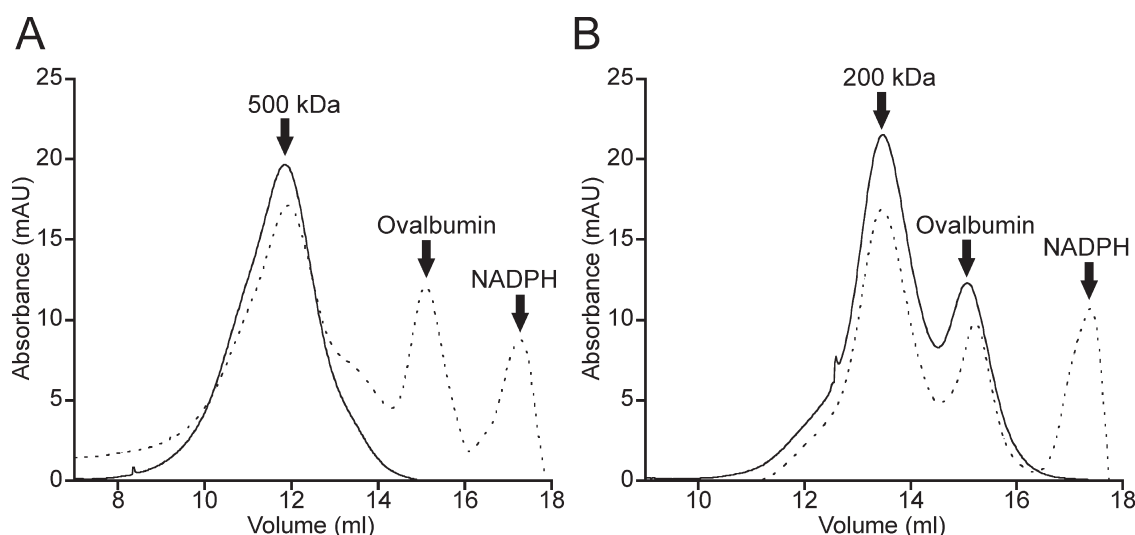 A
25
20
15
10
5
0
Absorbance (mAU)
500 kDa
Ovalbumin
NADPH
8 10 12 14 16 18
Volume (ml)
B
25
20
15
10
5
0
Absorbance (mAU)
200 kDa
Ovalbumin
NADPH
10 12 14 16 18
Volume (ml)